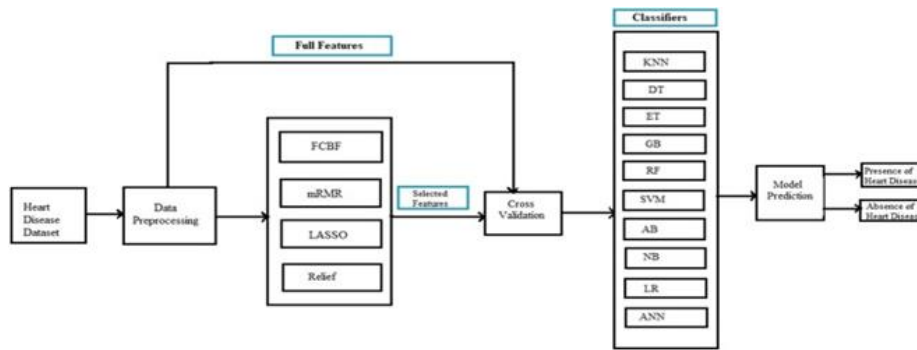 Classifiers
Full Features
KNN
DT
ET
GB
RF
SVM
AB
NB
LR
ANN
FCBF
mRMR
LASSO
Relief
Heart
Disease
Dataset
Data
Preprocessing
Selected
Features
Cross
Validation
Model
Prediction
Presence of
Heart Disease
Absence of
Heart Disease